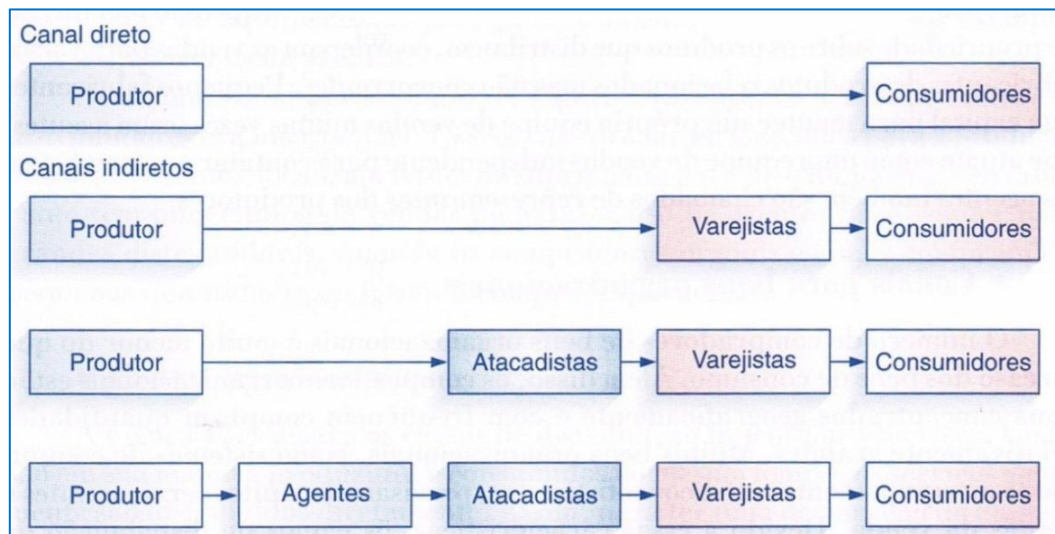 Canal direto
Produtor Consumidores
Canais indiretos
Produtor Varejistas Consumidores
Produtor Atacadistas Varejistas Consumidores
Produtor Agentes Atacadistas Varejistas Consumidores